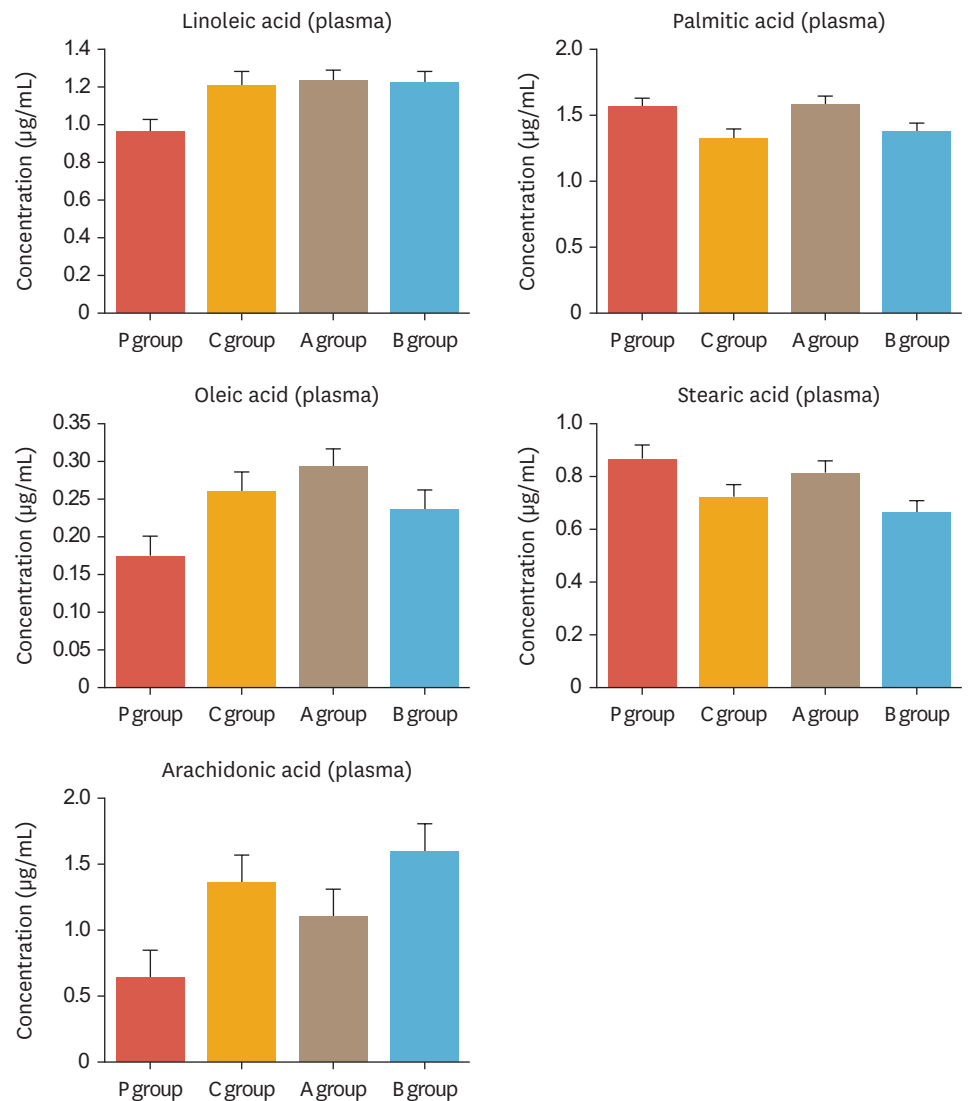 Linoleic acid (plasma)
Concentration (µg/mL)
1.4
1.2
1.0
0.8
0.6
0.4
0.2
0
P group C group A group B group
Palmitic acid (plasma)
Concentration (µg/mL)
2.0
1.5
1.0
0.5
0
P group C group A group B group
Oleic acid (plasma)
Concentration (µg/mL)
0.35
0.30
0.25
0.20
0.15
0.10
0.05
0
P group C group A group B group
Stearic acid (plasma)
Concentration (µg/mL)
1.0
0.8
0.6
0.4
0.2
0
P group C group A group B group
Arachidonic acid (plasma)
Concentration (µg/mL)
2.0
1.5
1.0
0.5
0
P group C group A group B group